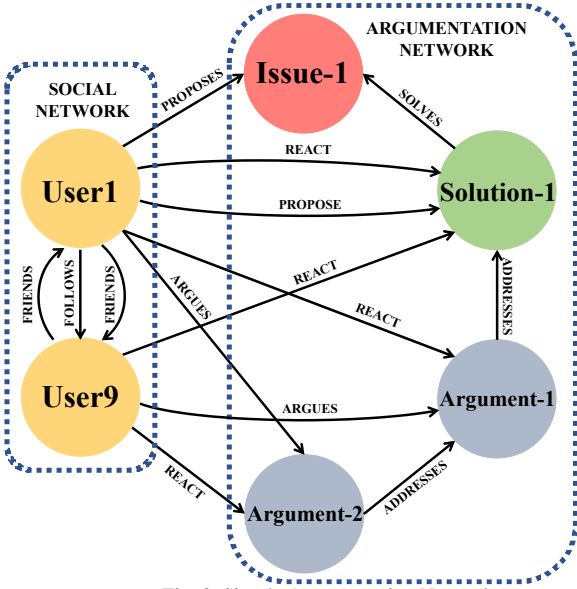 ARGUMENTATION
NETWORK
SOCIAL
NETWORK
Issue-1
PROPOSES
SOLVES
REACT
User1
Solution-1
PROPOSE
FRIENDS
FOLLOWS
FRIENDS
ARGUES
REACT
REACT
ADDRESSES
User9
ARGUES
Argument-1
REACT
ADDRESSES
Argument-2